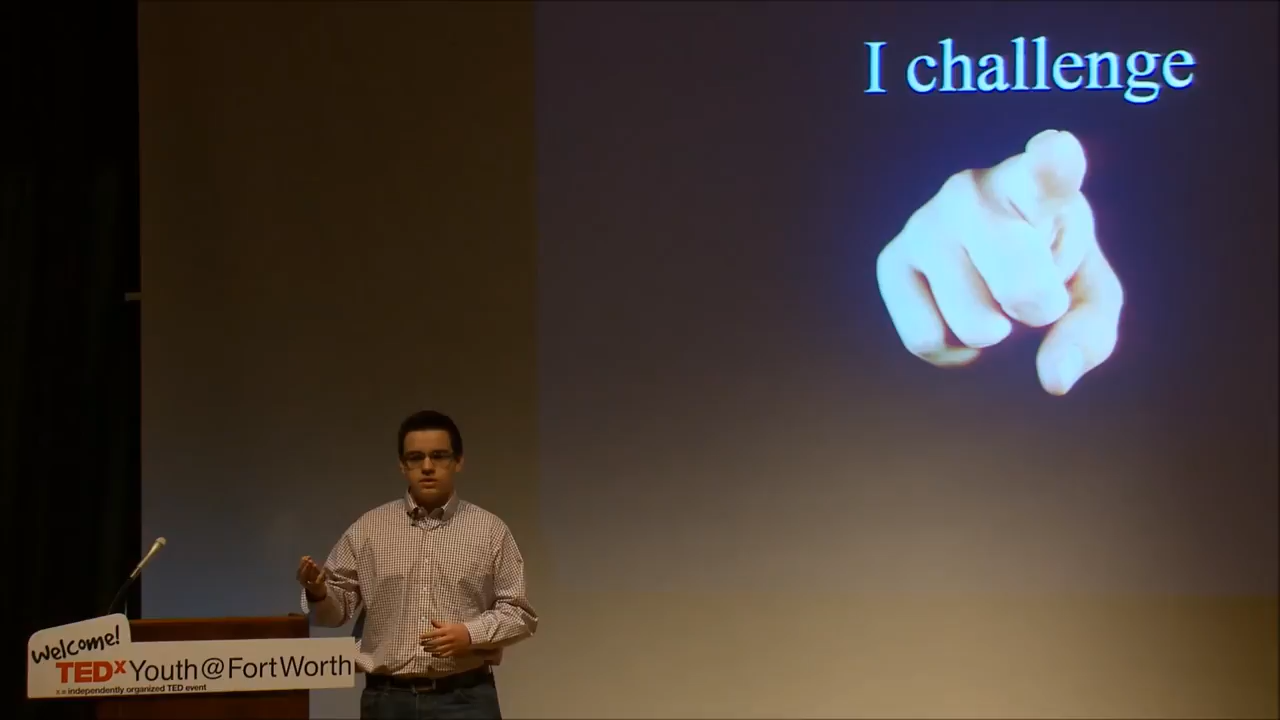 I challenge
Welcome!
TEDx Youth@FortWorth
x = independently organized TED event